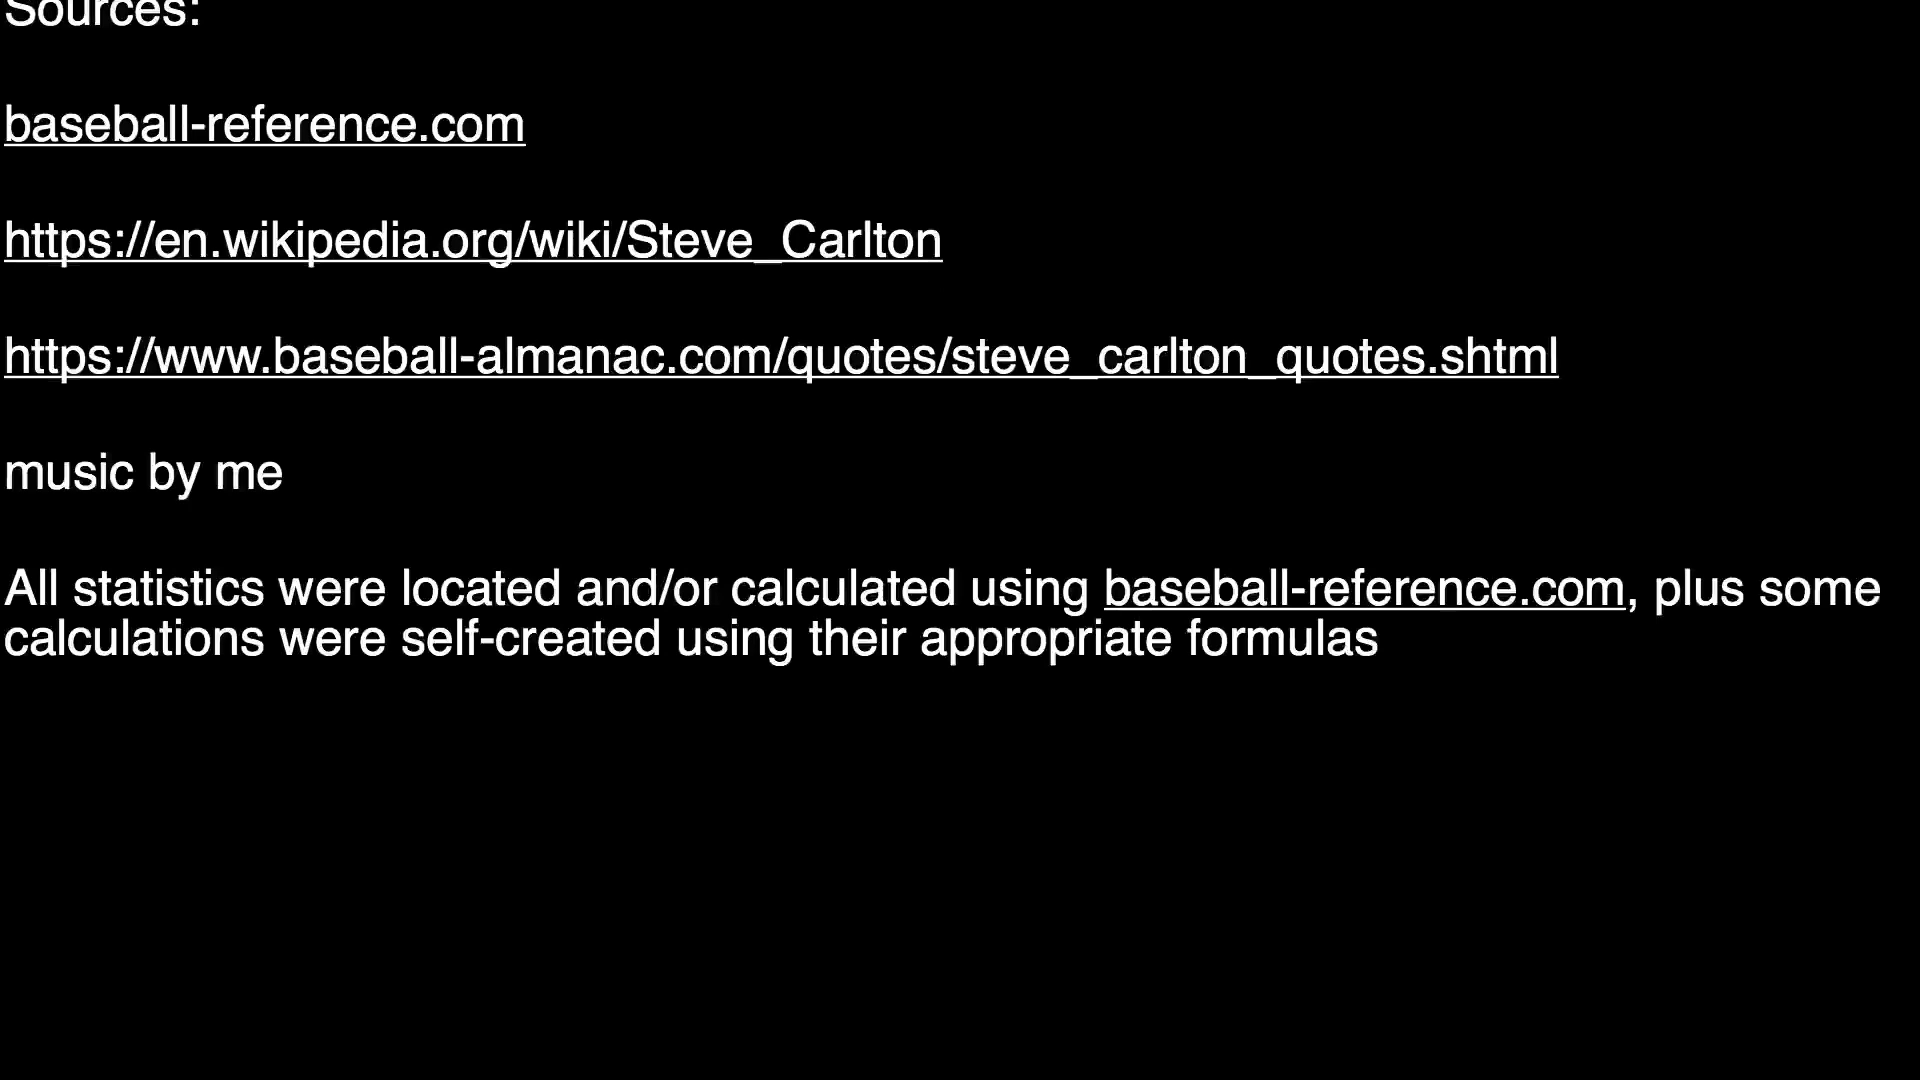 Sources:
baseball-reference.com
https://en.wikipedia.org/wiki/Steve_Carlton
https://www.baseball-almanac.com/quotes/steve_carlton_quotes.shtml
music by me
All statistics were located and/or calculated using baseball-reference.com, plus some
calculations were self-created using their appropriate formulas